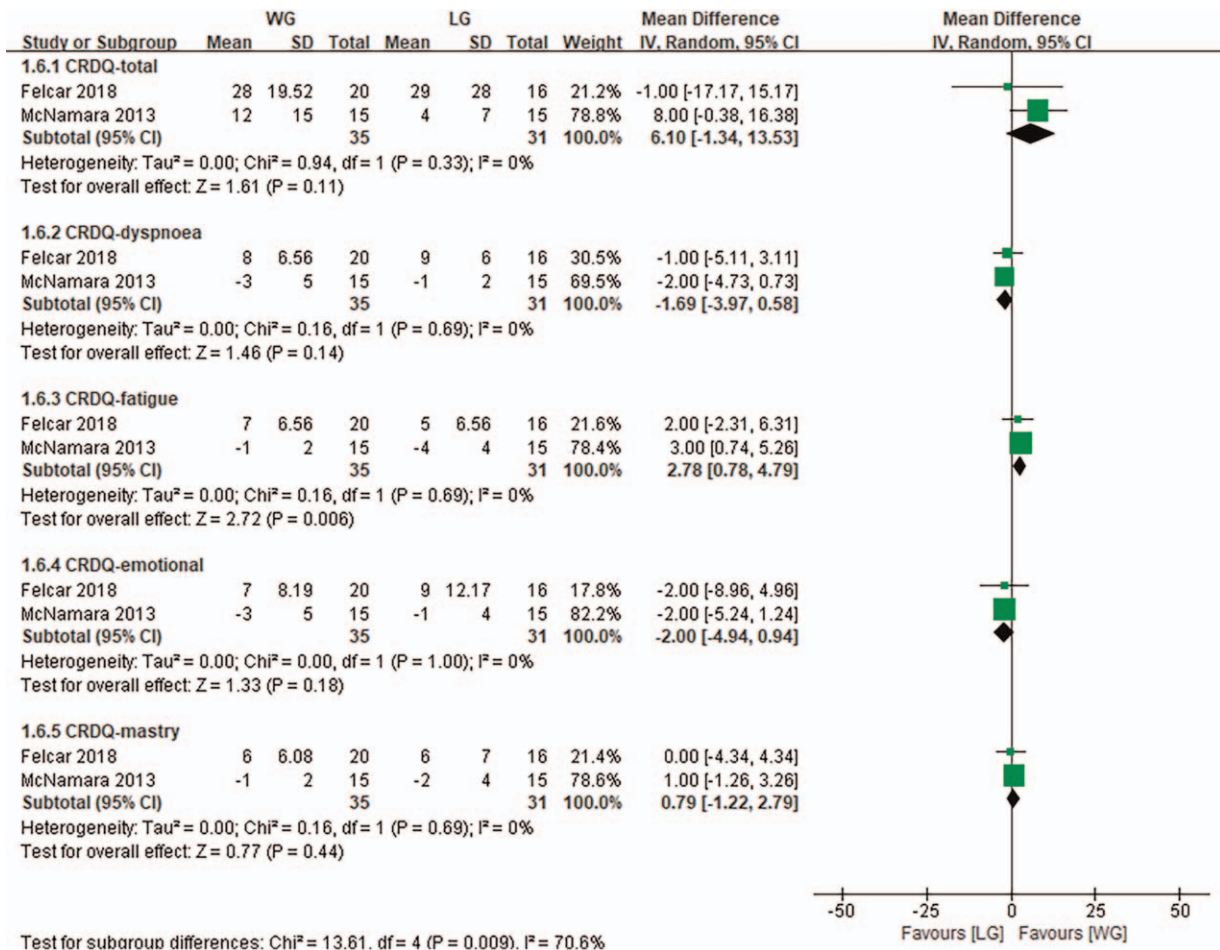 WG LG Mean Difference Mean Difference
Study or Subgroup Mean SD Total Mean SD Total Weight IV, Random, 95% CI IV, Random, 95% CI
1.6.1 CRDQ-total
Felcar 2018 28 19.52 20 29 28 16 21.2% -1.00 [-17.17, 15.17]
McNamara 2013 12 15 15 4 7 15 78.8% 8.00 [-0.38, 16.38]
Subtotal (95% CI) 35 31 100.0% 6.10 [-1.34, 13.53]
Heterogeneity: Tau² = 0.00; Chi² = 0.94, df = 1 (P = 0.33); I² = 0%
Test for overall effect: Z = 1.61 (P = 0.11)
1.6.2 CRDQ-dyspnoea
Felcar 2018 8 6.56 20 9 6 16 30.5% -1.00 [-5.11, 3.11]
McNamara 2013 -3 5 15 -1 2 15 69.5% -2.00 [-4.73, 0.73]
Subtotal (95% CI) 35 31 100.0% -1.69 [-3.97, 0.58]
Heterogeneity: Tau² = 0.00; Chi² = 0.16, df = 1 (P = 0.69); I² = 0%
Test for overall effect: Z = 1.46 (P = 0.14)
1.6.3 CRDQ-fatigue
Felcar 2018 7 6.56 20 5 6.56 16 21.6% 2.00 [-2.31, 6.31]
McNamara 2013 -1 2 15 -4 4 15 78.4% 3.00 [0.74, 5.26]
Subtotal (95% CI) 35 31 100.0% 2.78 [0.78, 4.79]
Heterogeneity: Tau² = 0.00; Chi² = 0.16, df = 1 (P = 0.69); I² = 0%
Test for overall effect: Z = 2.72 (P = 0.006)
1.6.4 CRDQ-emotional
Felcar 2018 7 8.19 20 9 12.17 16 17.8% -2.00 [-8.96, 4.96]
McNamara 2013 -3 5 15 -1 4 15 82.2% -2.00 [-5.24, 1.24]
Subtotal (95% CI) 35 31 100.0% -2.00 [-4.94, 0.94]
Heterogeneity: Tau² = 0.00; Chi² = 0.00, df = 1 (P = 1.00); I² = 0%
Test for overall effect: Z = 1.33 (P = 0.18)
1.6.5 CRDQ-mastry
Felcar 2018 6 6.08 20 6 7 16 21.4% 0.00 [-4.34, 4.34]
McNamara 2013 -1 2 15 -2 4 15 78.6% 1.00 [-1.26, 3.26]
Subtotal (95% CI) 35 31 100.0% 0.79 [-1.22, 2.79]
Heterogeneity: Tau² = 0.00; Chi² = 0.16, df = 1 (P = 0.69); I² = 0%
Test for overall effect: Z = 0.77 (P = 0.44)
-50 -25 0 25 50
Favours [LG] Favours [WG]
Test for subgroup differences: Chi² = 13.61, df = 4 (P = 0.009), I² = 70.6%